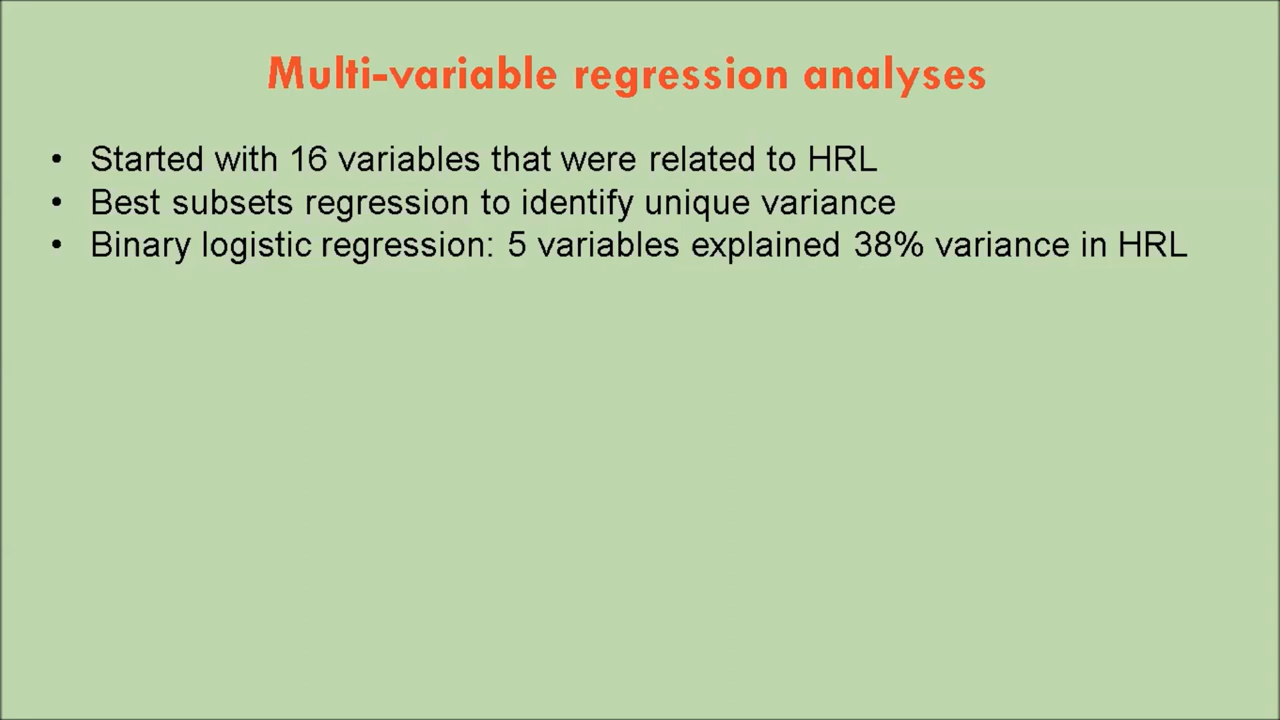 Multi-variable regression analyses
• Started with 16 variables that were related to HRL
• Best subsets regression to identify unique variance
• Binary logistic regression: 5 variables explained 38% variance in HRL